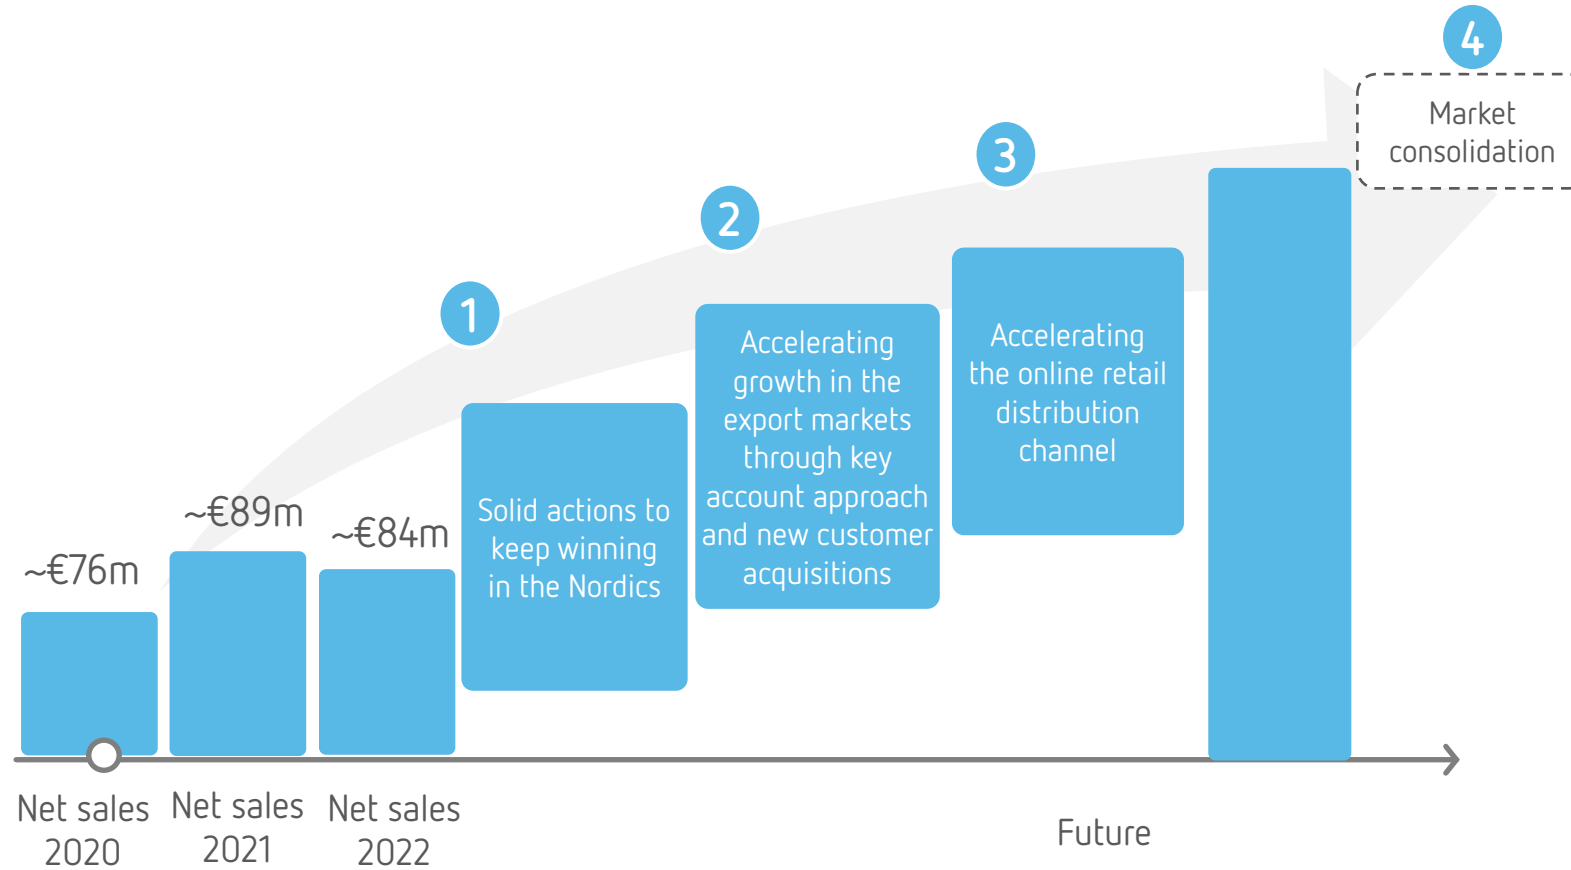 4
Market
consolidation
3
2
1
Accelerating
growth in the
export markets
through key
account approach
and new customer
acquisitions
Accelerating
the online retail
distribution
channel
Solid actions to
keep winning
in the Nordics
~€76m
~€89m
~€84m
Net sales
2020
Net sales
2021
Net sales
2022
Future